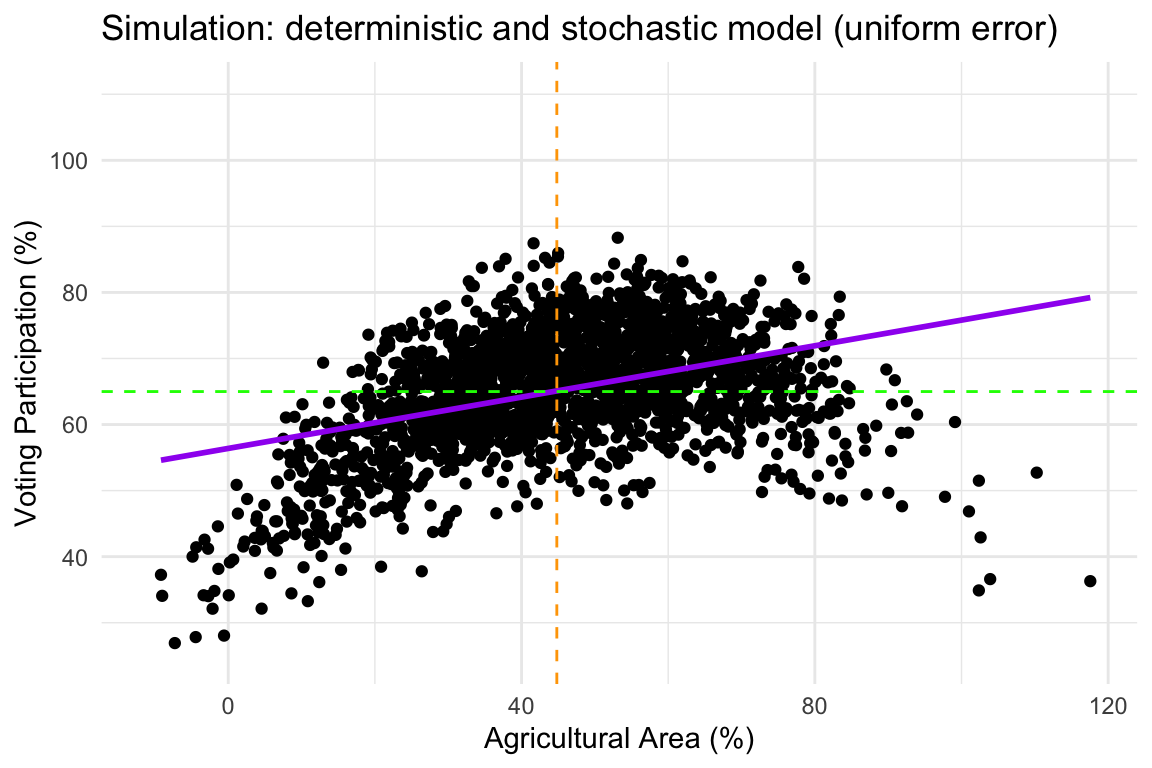 Simulation: deterministic and stochastic model (uniform error)
Voting Participation (%)
100
80
60
40
0 40 80 120
Agricultural Area (%)